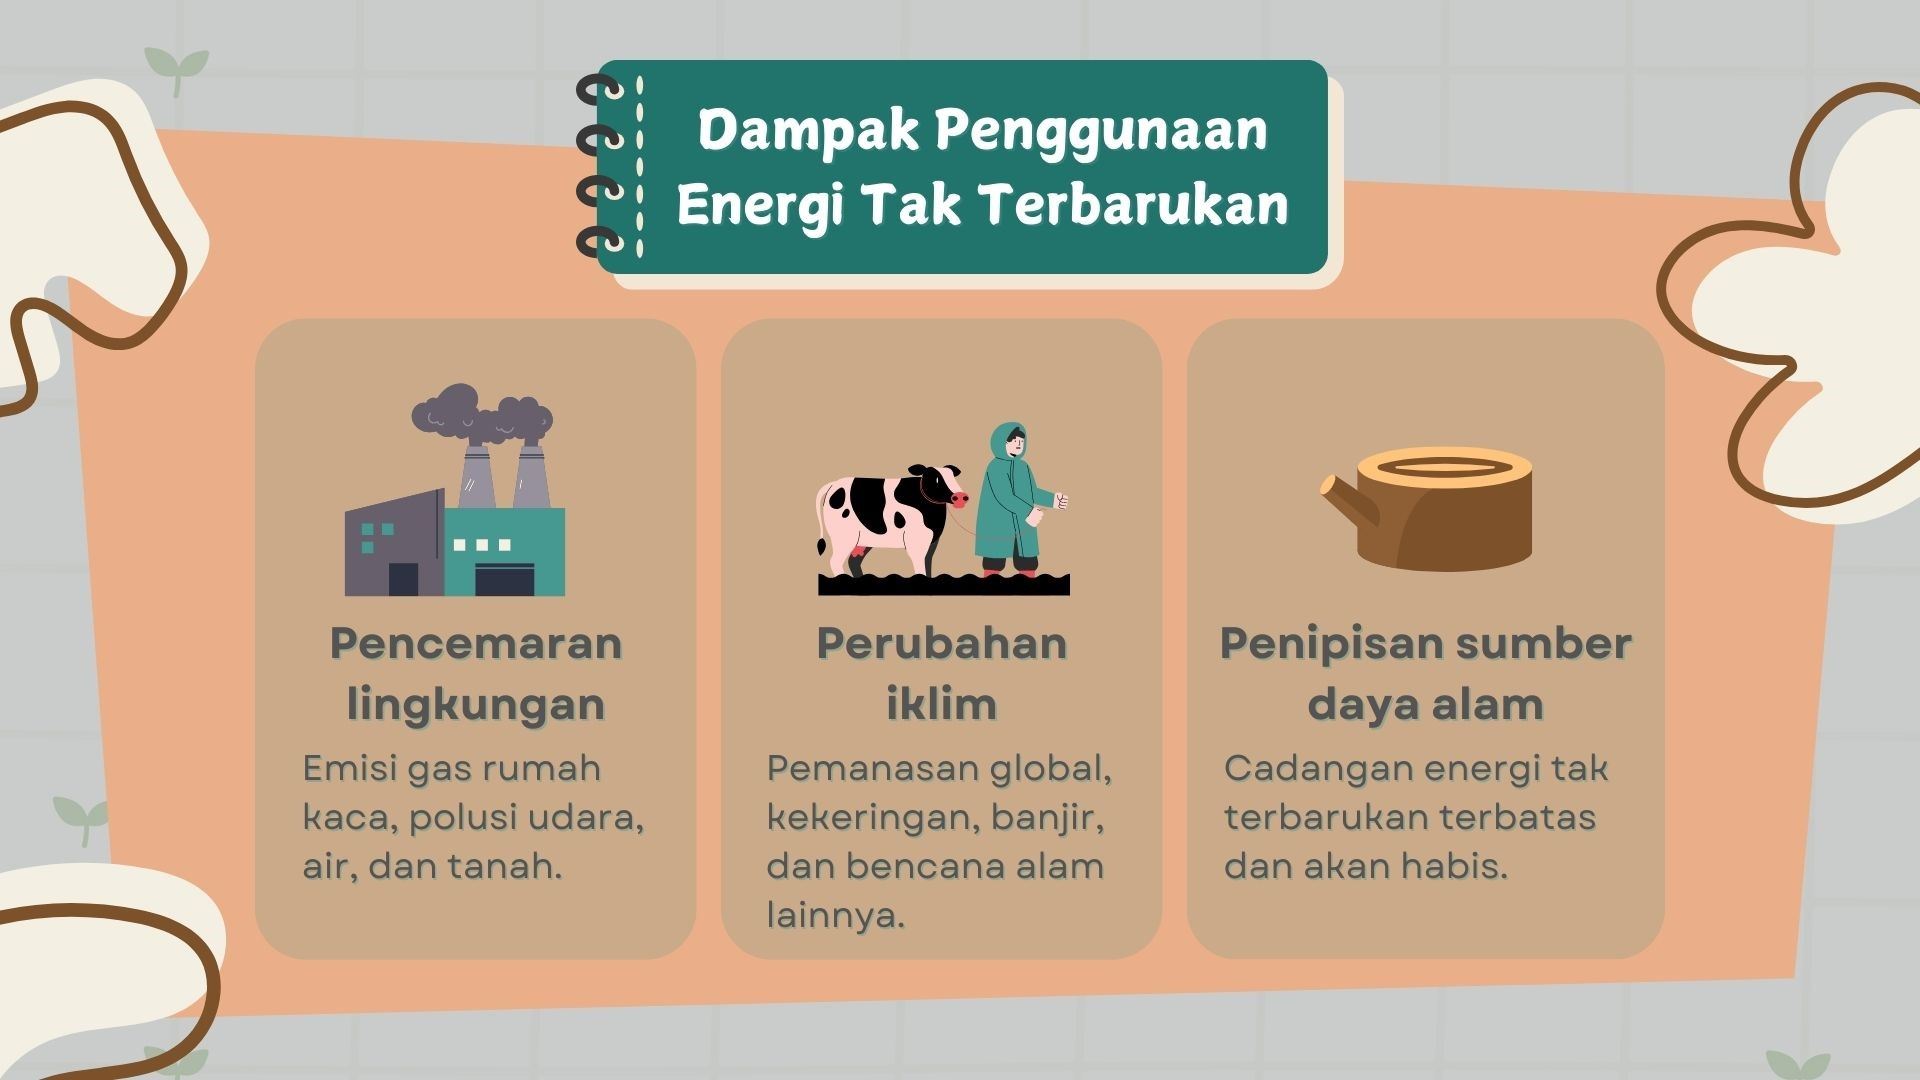 Dampak Penggunaan
Energi Tak Terbarukan
Pencemaran
lingkungan
Emisi gas rumah
kaca, polusi udara,
air, dan tanah.
Perubahan
iklim
Pemanasan global,
kekeringan, banjir,
dan bencana alam
lainnya.
Penipisan sumber
daya alam
Cadangan energi tak
terbarukan terbatas
dan akan habis.